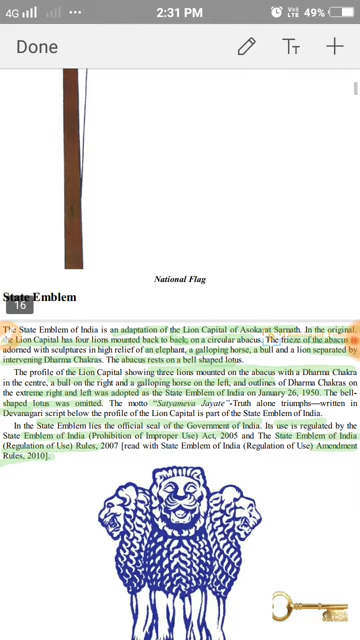 4G 2:31 PM VoLTE 49%
Done TT +
National Flag
16
State Emblem
The State Emblem of India is an adaptation of the Lion Capital of Asoka at Sarnath. In the original,
the Lion Capital has four lions mounted back to back, on a circular abacus. The frieze of the abacus is
adorned with sculptures in high relief of an elephant, a galloping horse, a bull and a lion separated by
intervening Dharma Chakras. The abacus rests on a bell shaped lotus.
The profile of the Lion Capital showing three lions mounted on the abacus with a Dharma Chakra
in the centre, a bull on the right and a galloping horse on the left, and outlines of Dharma Chakras on
the extreme right and left was adopted as the State Emblem of India on January 26, 1950. The bell-
shaped lotus was omitted. The motto "Satyameva Jayate"-Truth alone triumphs—written in
Devanagari script below the profile of the Lion Capital is part of the State Emblem of India.
In the State Emblem lies the official seal of the Government of India. Its use is regulated by the
State Emblem of India (Prohibition of Improper Use) Act, 2005 and The State Emblem of India
(Regulation of Use) Rules, 2007 [read with State Emblem of India (Regulation of Use) Amendment
Rules, 2010].